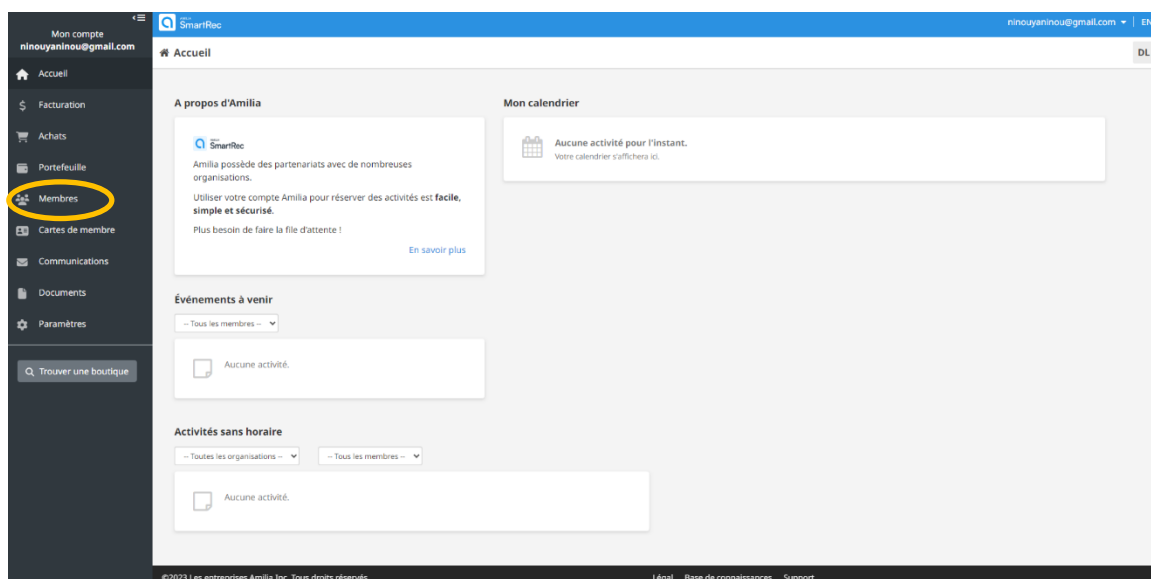 Mon compte
ninouyaninou@gmail.com
Accueil
Facturation
Achats
Portefeuille
Membres
Cartes de membre
Communications
Documents
Paramètres
Trouver une boutique
SmartRec
ninouyaninou@gmail.com
EN
Accueil
DL
A propos d'Amilia
SmartRec
Amilia possède des partenariats avec de nombreuses
organisations.
Utiliser votre compte Amilia pour réserver des activités est facile,
simple et sécurisé.
Plus besoin de faire la file d'attente !
En savoir plus
Mon calendrier
Aucune activité pour l'instant.
Votre calendrier s'affichera ici.
Événements à venir
-- Tous les membres --
Aucune activité.
Activités sans horaire
-- Toutes les organisations -- -- Tous les membres --
Aucune activité.
©2023 Les entreprises Amilia Inc. Tous droits réservés.
Légal Base de connaissances Support